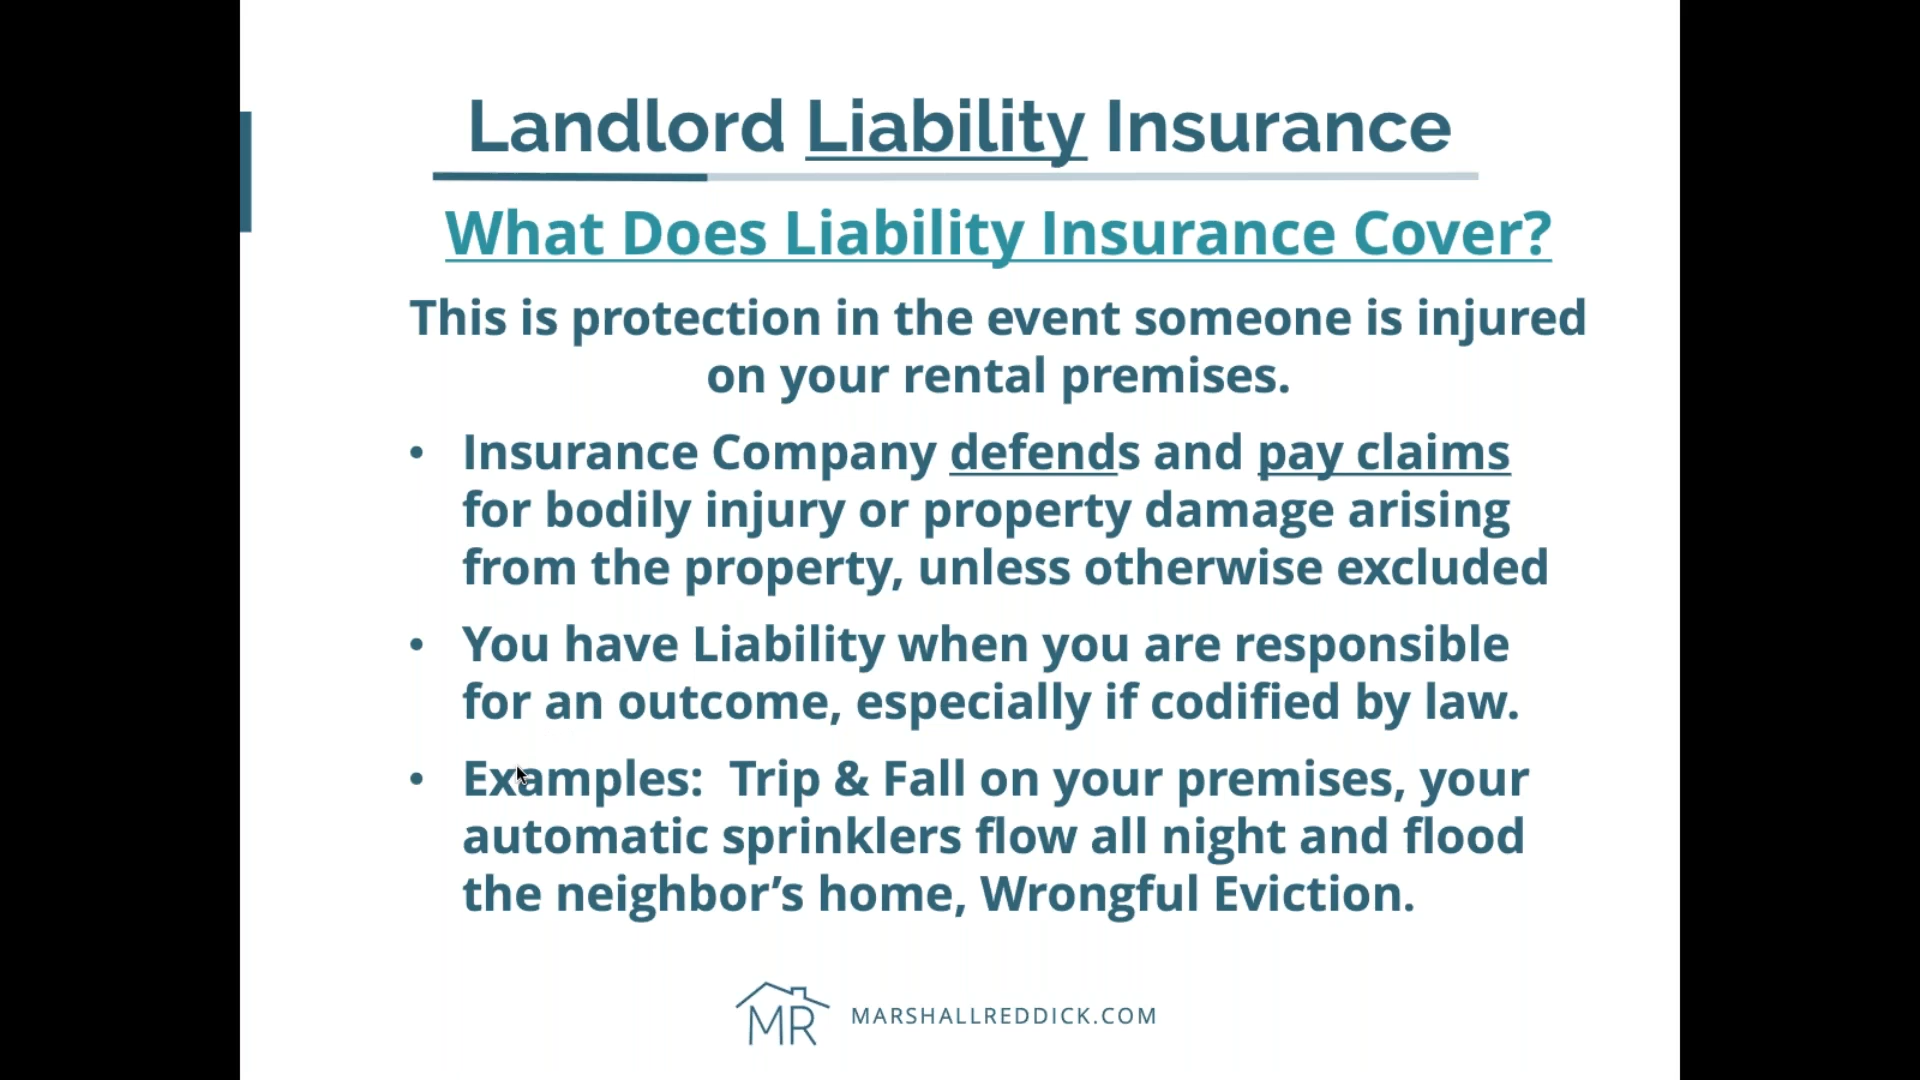 Landlord Liability Insurance
What Does Liability Insurance Cover?
This is protection in the event someone is injured
on your rental premises.
• Insurance Company defends and pay claims
for bodily injury or property damage arising
from the property, unless otherwise excluded
• You have Liability when you are responsible
for an outcome, especially if codified by law.
• Examples:  Trip & Fall on your premises, your
automatic sprinklers flow all night and flood
the neighbor’s home, Wrongful Eviction.
MR MARSHALLREDDICK.COM